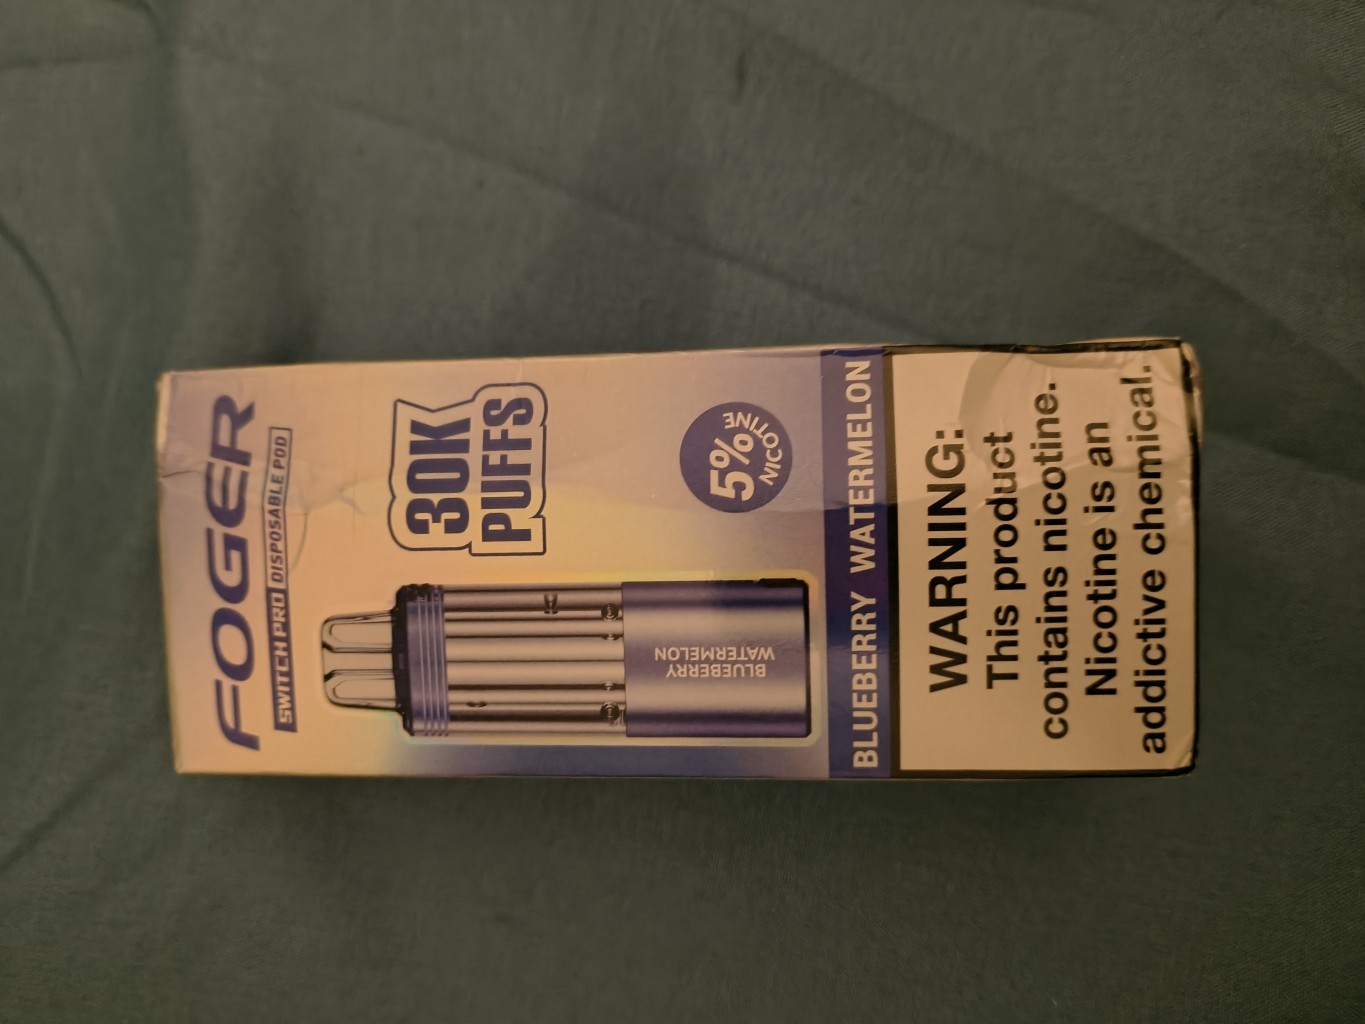 FOGER
SWITCH PRO DISPOSABLE POD
30K
PUFFS
5%
NICOTINE
BLUEBERRY
WATERMELON
BLUEBERRY WATERMELON
WARNING:
This product
contains nicotine.
Nicotine is an
addictive chemical.